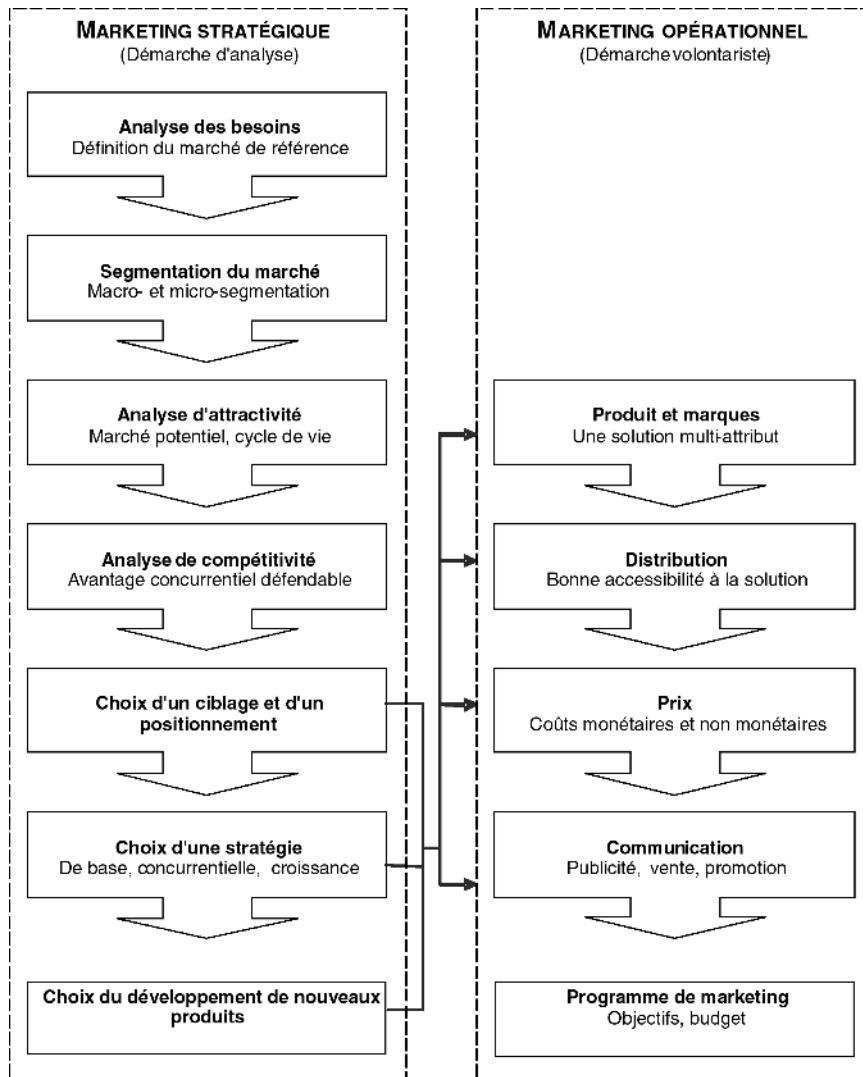 MARKETING STRATÉGIQUE
(Démarche d'analyse)
Analyse des besoins
Définition du marché de référence
Segmentation du marché
Macro- et micro-segmentation
Analyse d'attractivité
Marché potentiel, cycle de vie
Analyse de compétitivité
Avantage concurrentiel défendable
Choix d'un ciblage et d'un
positionnement
Choix d'une stratégie
De base, concurrentielle, croissance
Choix du développement de nouveaux
produits
MARKETING OPÉRATIONNEL
(Démarche volontariste)
Produit et marques
Une solution multi-attribut
Distribution
Bonne accessibilité à la solution
Prix
Coûts monétaires et non monétaires
Communication
Publicité, vente, promotion
Programme de marketing
Objectifs, budget